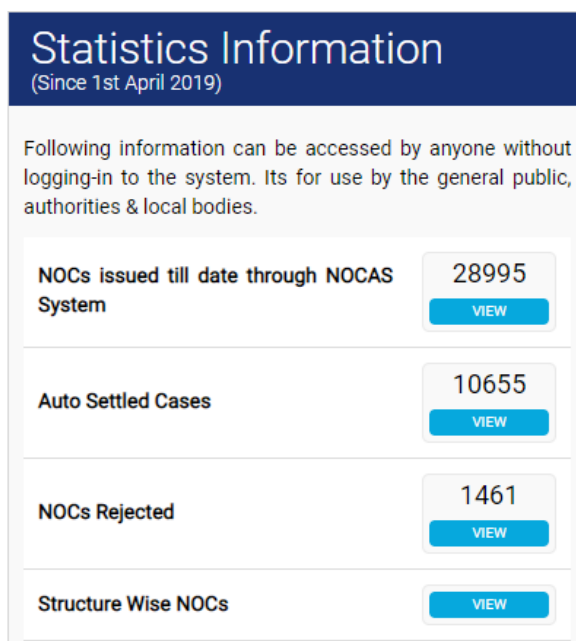 Statistics Information
(Since 1st April 2019)
Following information can be accessed by anyone without
logging-in to the system. Its for use by the general public,
authorities & local bodies.
NOCs issued till date through NOCAS
System
28995
VIEW
Auto Settled Cases
10655
VIEW
NOCs Rejected
1461
VIEW
Structure Wise NOCs
VIEW